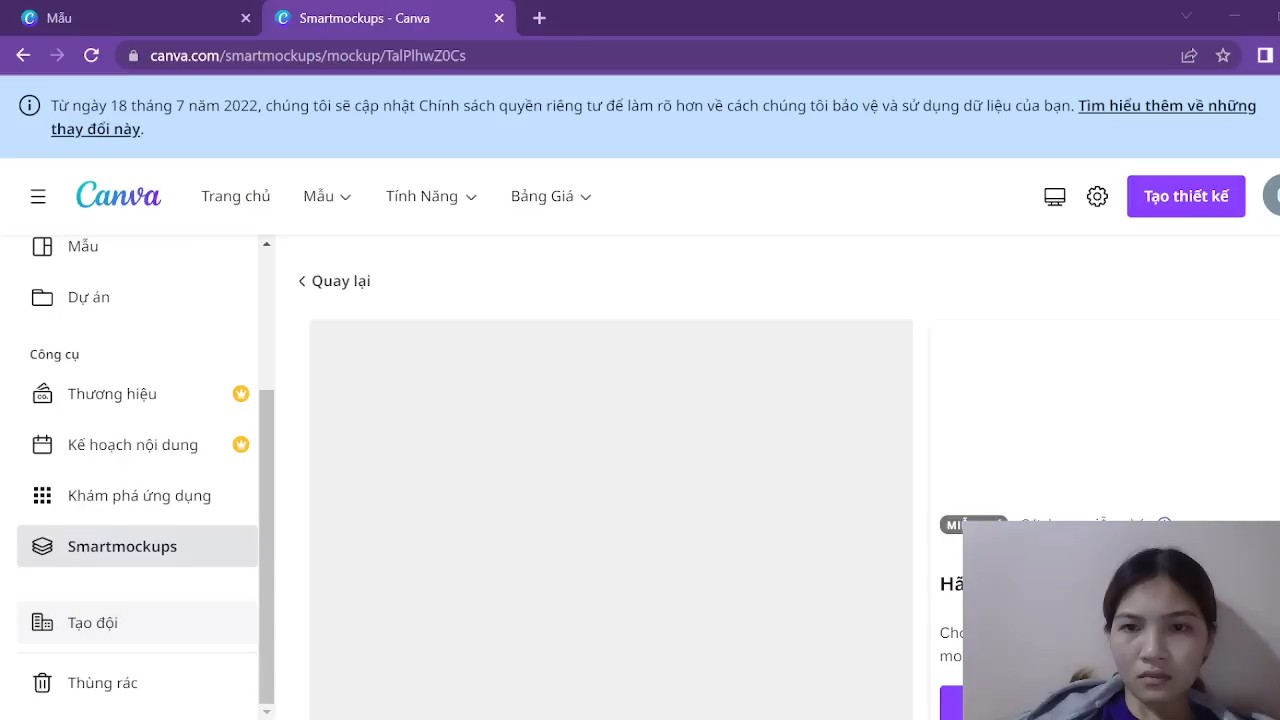 Mẫu
Smartmockups - Canva
canva.com/smartmockups/mockup/TalPlhwZ0Cs
Từ ngày 18 tháng 7 năm 2022, chúng tôi sẽ cập nhật Chính sách quyền riêng tư để làm rõ hơn về cách chúng tôi bảo vệ và sử dụng dữ liệu của bạn. Tìm hiểu thêm về những
thay đổi này.
Canva
Trang chủ
Mẫu
Tính Năng
Bảng Giá
Tạo thiết kế
Mẫu
Dự án
Công cụ
Thương hiệu
Kế hoạch nội dung
Khám phá ứng dụng
Smartmockups
Tạo đội
Thùng rác
Quay lại